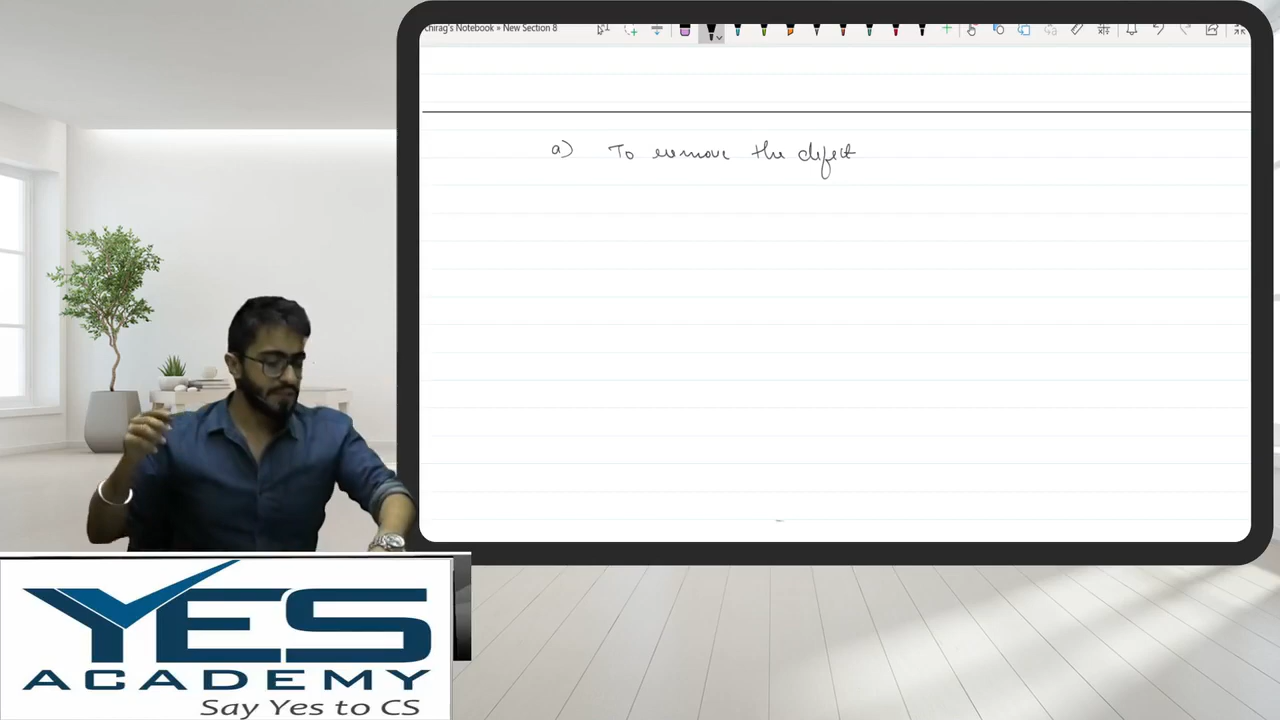 chirag's Notebook » New Section 8
a) To remove the defect
YES
ACADEMY
Say Yes to CS